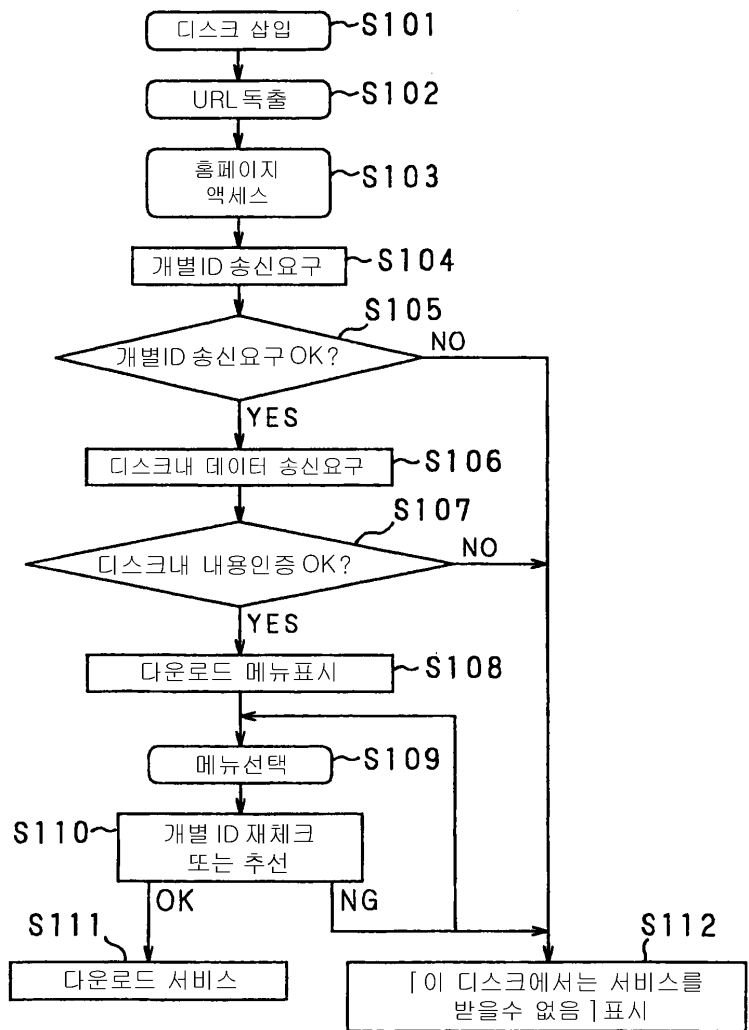 디스크 삽입
S101
URL 독출
S102
홈페이지
액세스
S103
개별ID 송신요구
S104
S105
개별ID 송신요구 OK?
NO
YES
디스크내 데이터 송신요구
S106
S107
디스크내 내용인증 OK?
NO
YES
다운로드 메뉴표시
S108
메뉴선택
S109
S110
개별 ID 재체크
또는 추선
OK
NG
S111
다운로드 서비스
S112
[이 디스크에서는 서비스를
받을수 없음]표시